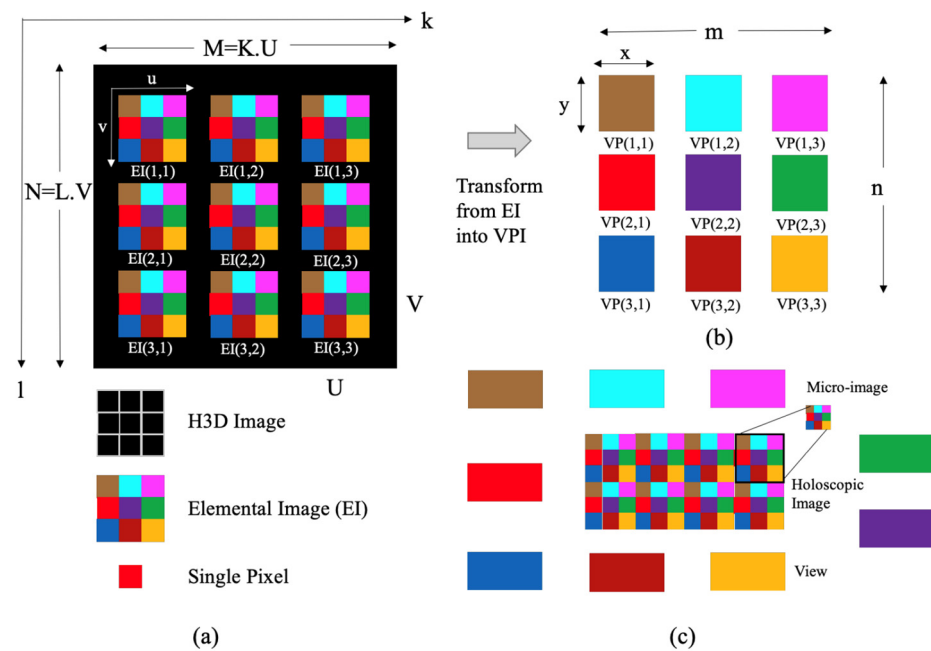 k
M=K.U
u
v
EI(1,1) EI(1,2) EI(1,3)
N=L.V
EI(2,1) EI(2,2) EI(2,3)
V
EI(3,1) EI(3,2) EI(3,3)
l
U
H3D Image
Elemental Image (EI)
Single Pixel
(a)
m
x
y
VP(1,1) VP(1,2) VP(1,3)
Transform
from EI
into VPI
n
VP(2,1) VP(2,2) VP(2,3)
VP(3,1) VP(3,2) VP(3,3)
(b)
Micro-image
Holoscopic
Image
View
(c)